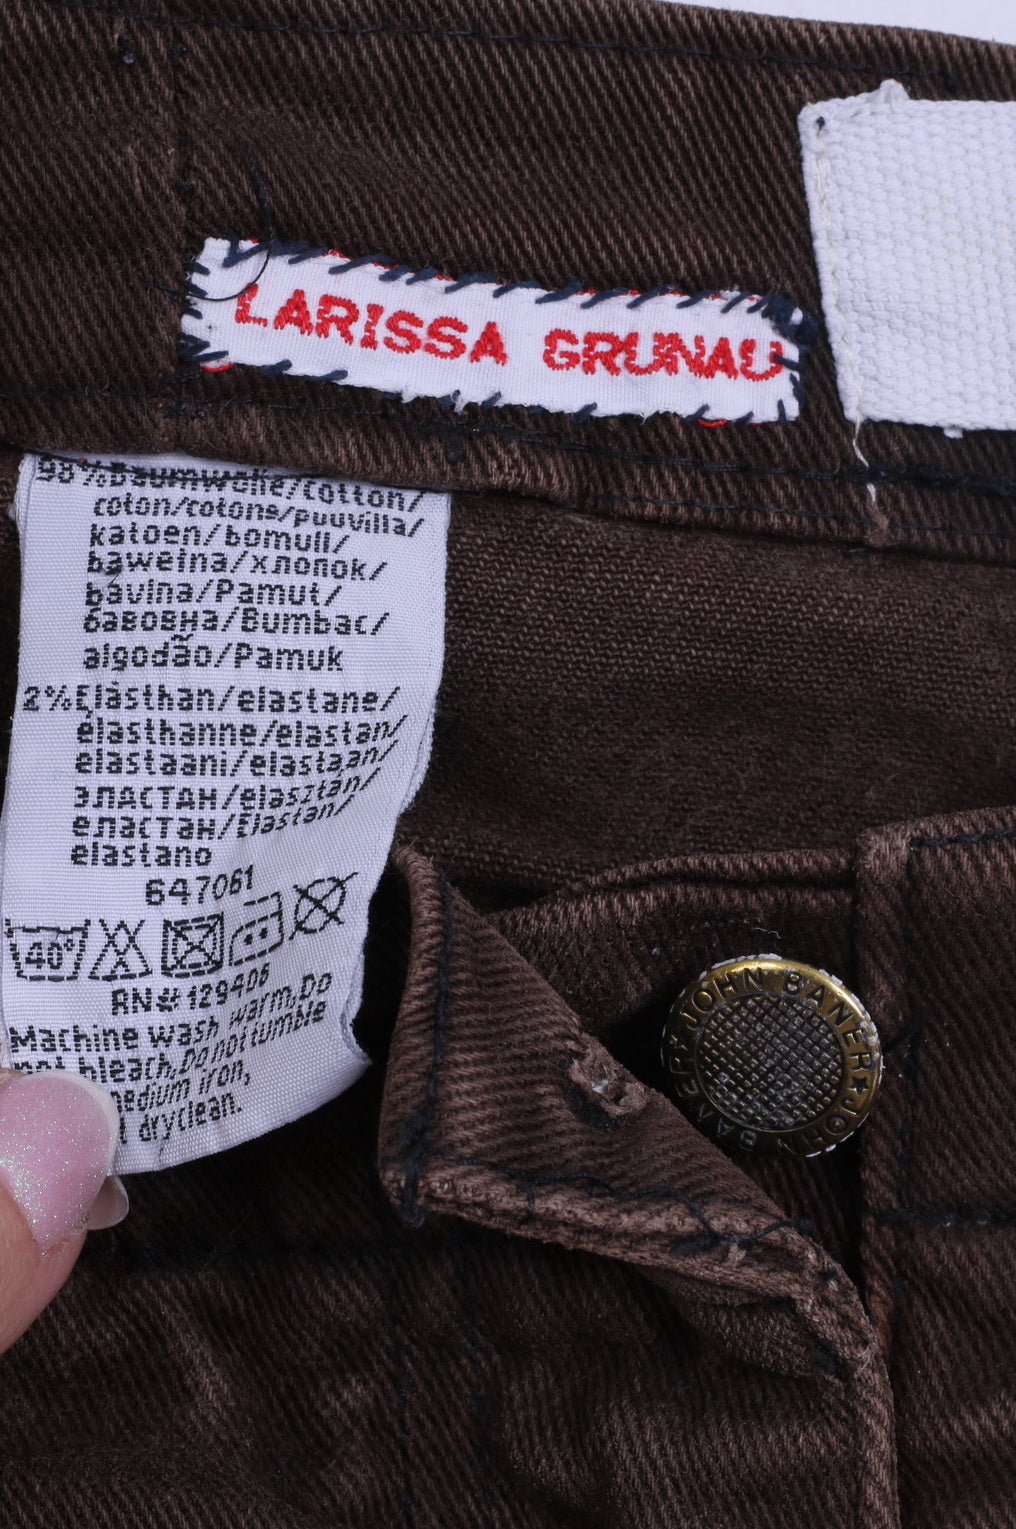 LARISSA GRUNAU
98%Baumwolle/cotton/
coton/cotone/puuvilla/
katoen/bomull/
bawełna/хлопок/
bavlna/Pamut/
бавовна/Bumbac/
algodão/Pamuk
2%Elasthan/elastane/
élasthanne/elastan/
elastaani/elastaan/
эластан/elasztán/
еластан/Elastan/
elastano
647061
40°
RN# 129406
Machine wash warm, Do
not bleach, Do not tumble
medium iron,
dryclean.
JOHN BANER ★ JOHN BANER